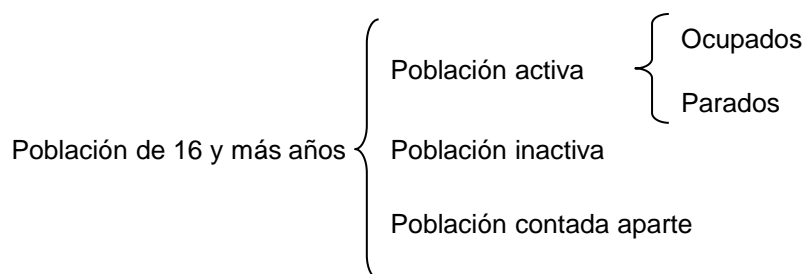 Población de 16 y más años
Población activa
Ocupados
Parados
Población inactiva
Población contada aparte